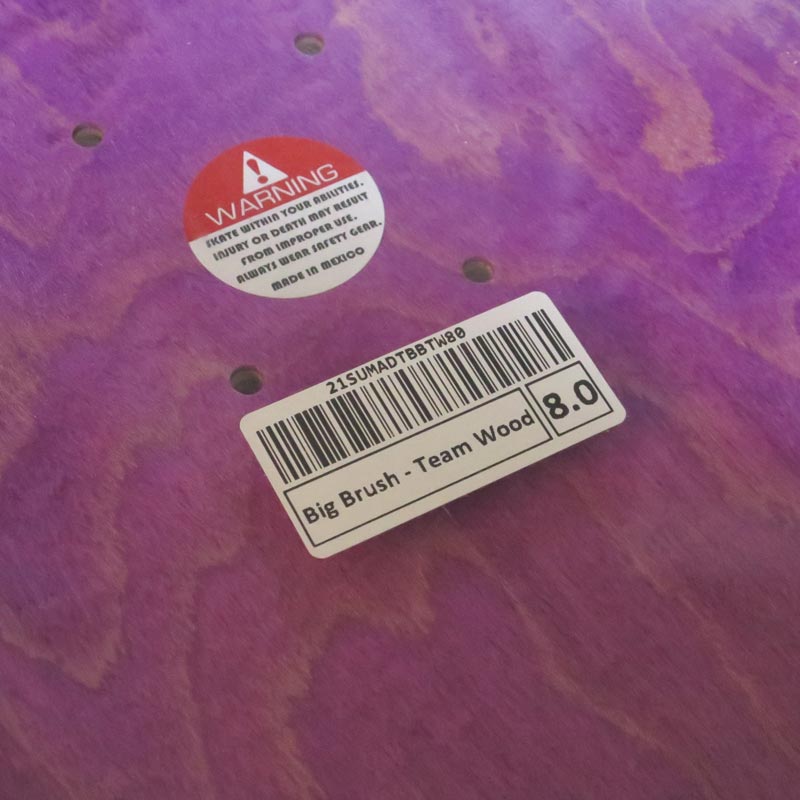 WARNING
SKATE WITHIN YOUR ABILITIES.
INJURY OR DEATH MAY RESULT
FROM IMPROPER USE.
ALWAYS WEAR SAFETY GEAR.
MADE IN MEXICO
21SUMADTBBTW80
Big Brush - Team Wood
8.0